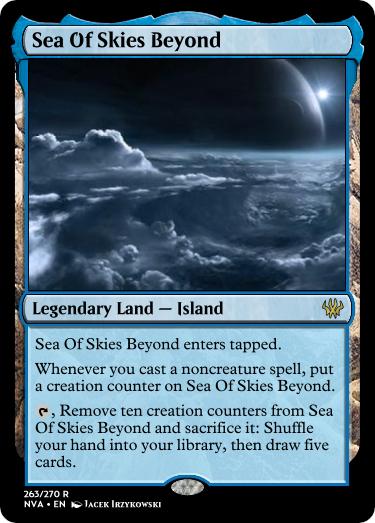 Sea Of Skies Beyond
Legendary Land — Island
Sea Of Skies Beyond enters tapped.
Whenever you cast a noncreature spell, put
a creation counter on Sea Of Skies Beyond.
, Remove ten creation counters from Sea
Of Skies Beyond and sacrifice it: Shuffle
your hand into your library, then draw five
cards.
263/270 R
NVA • EN Jacek Irzykowski